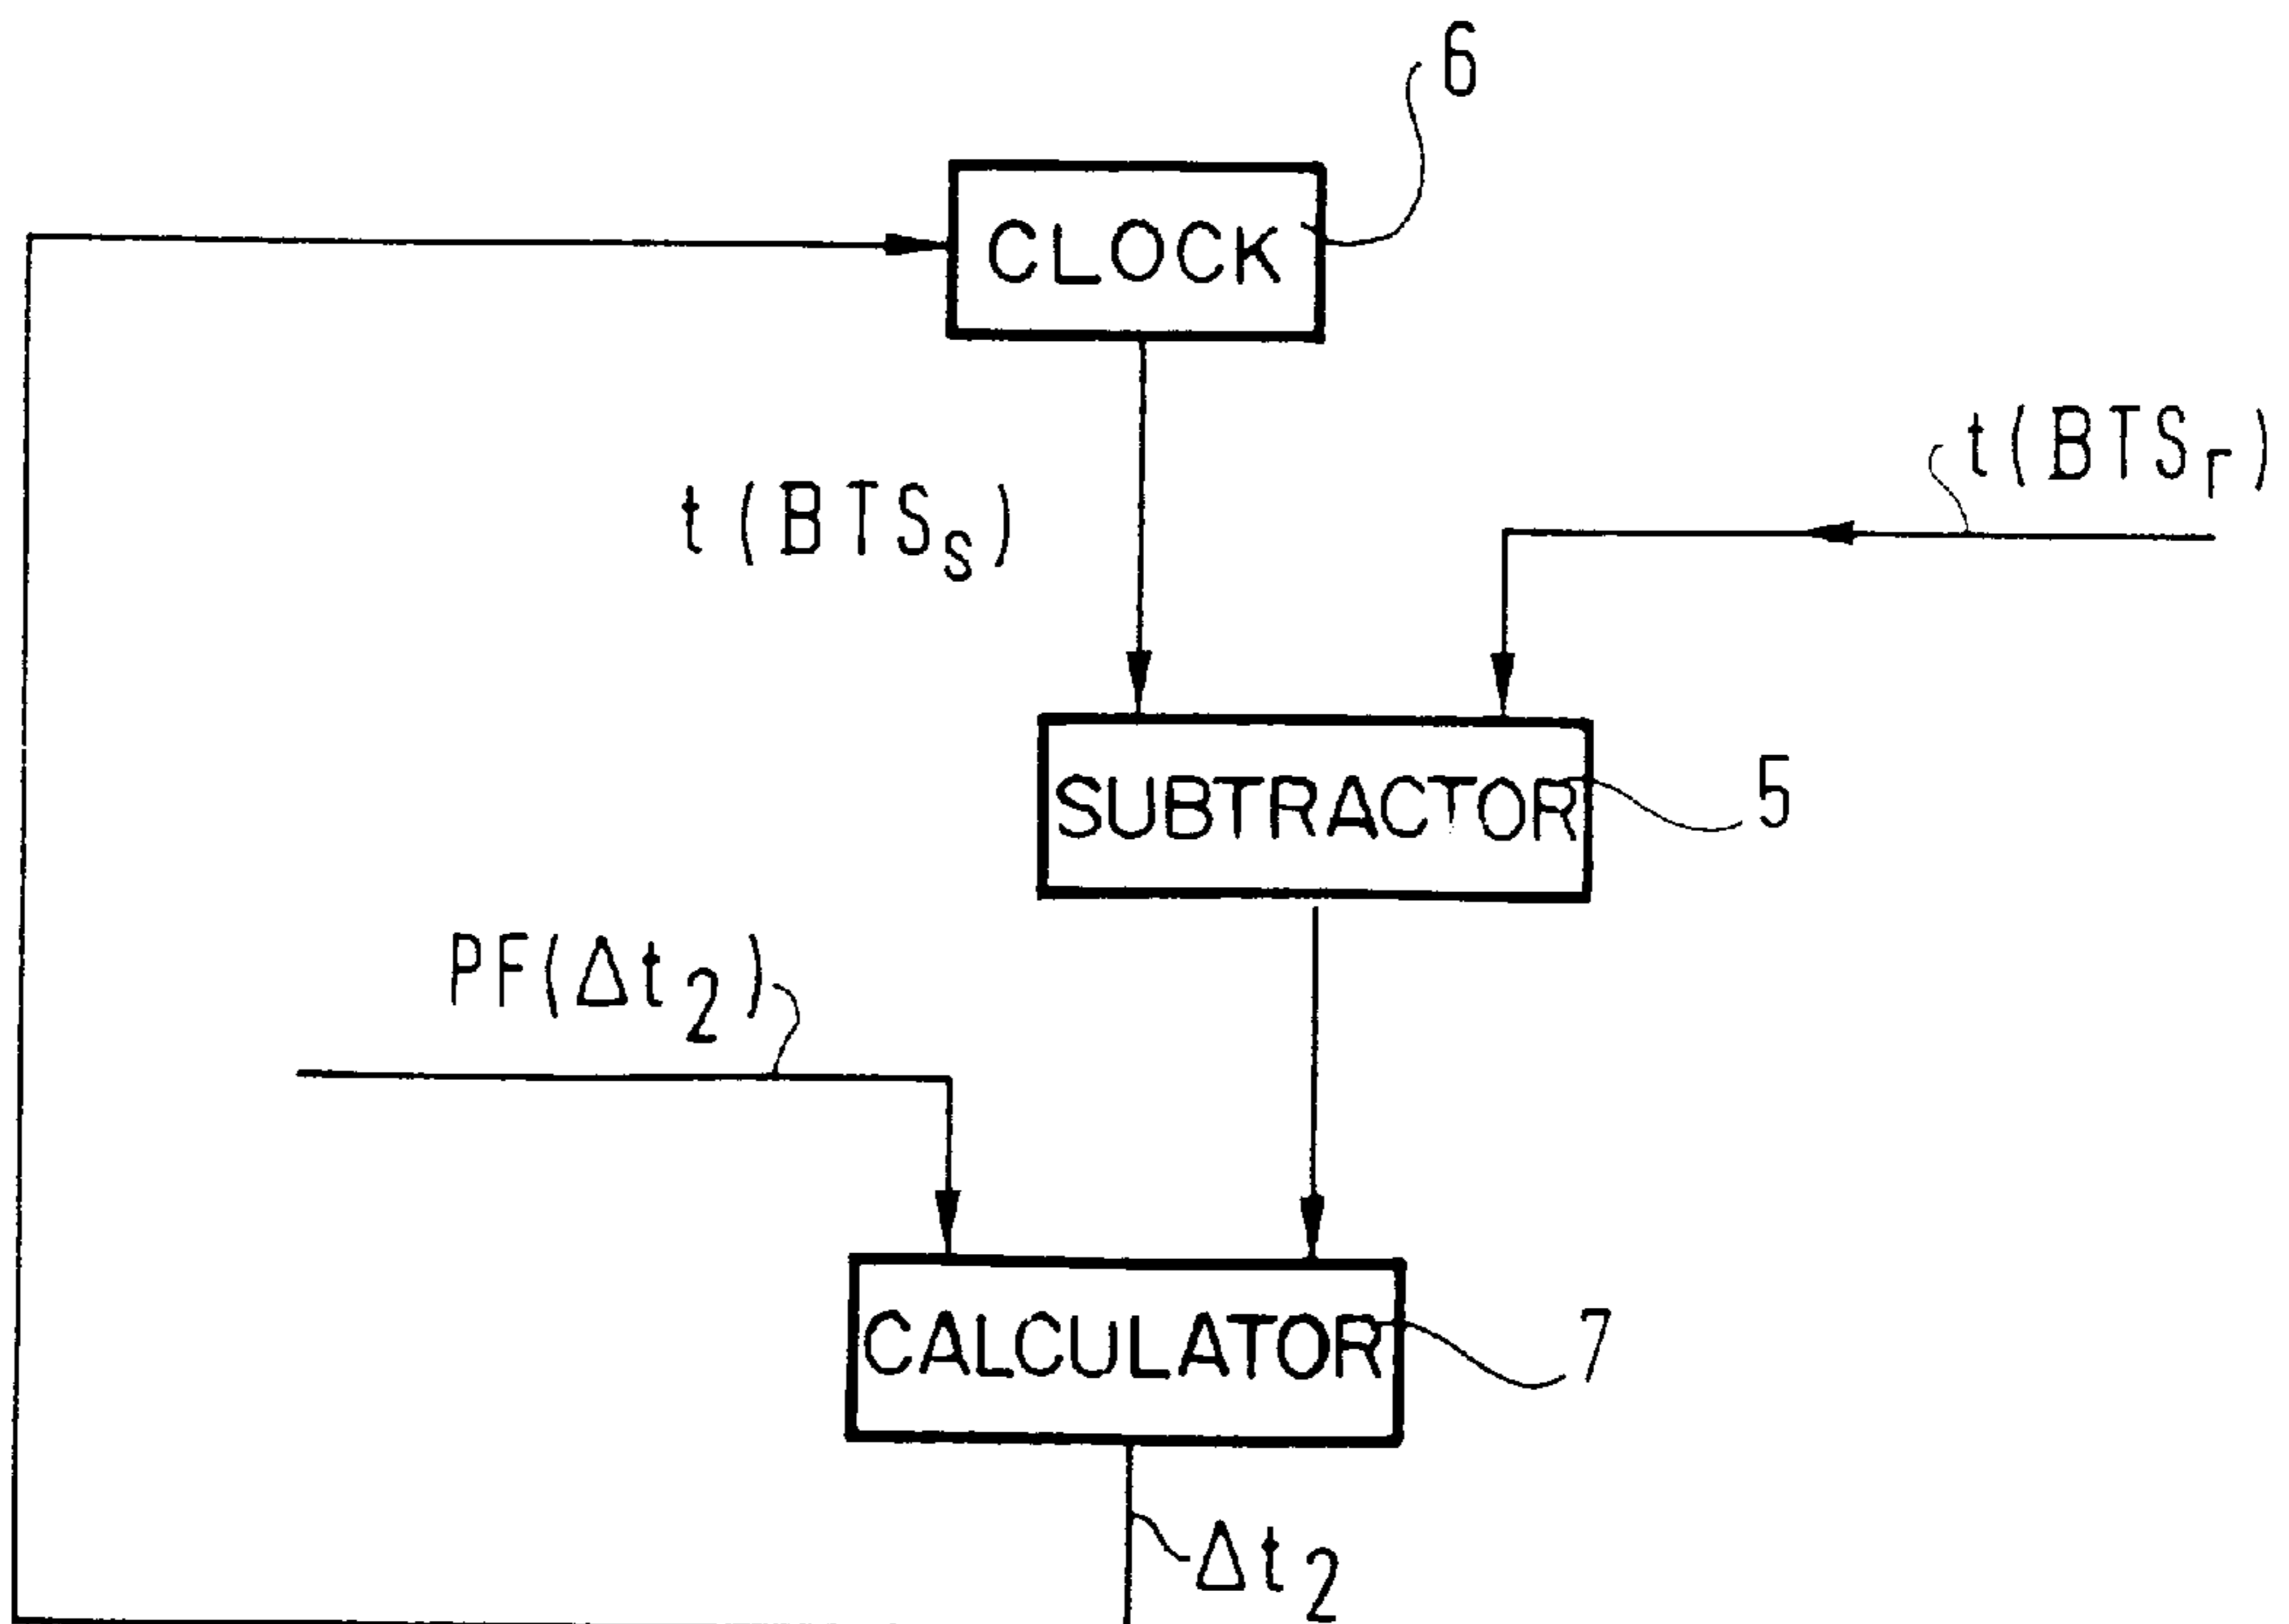 6
CLOCK
t(BTSr)
t(BTSs)
SUBTRACTOR
5
PF(Δt2)
CALCULATOR
7
Δt2